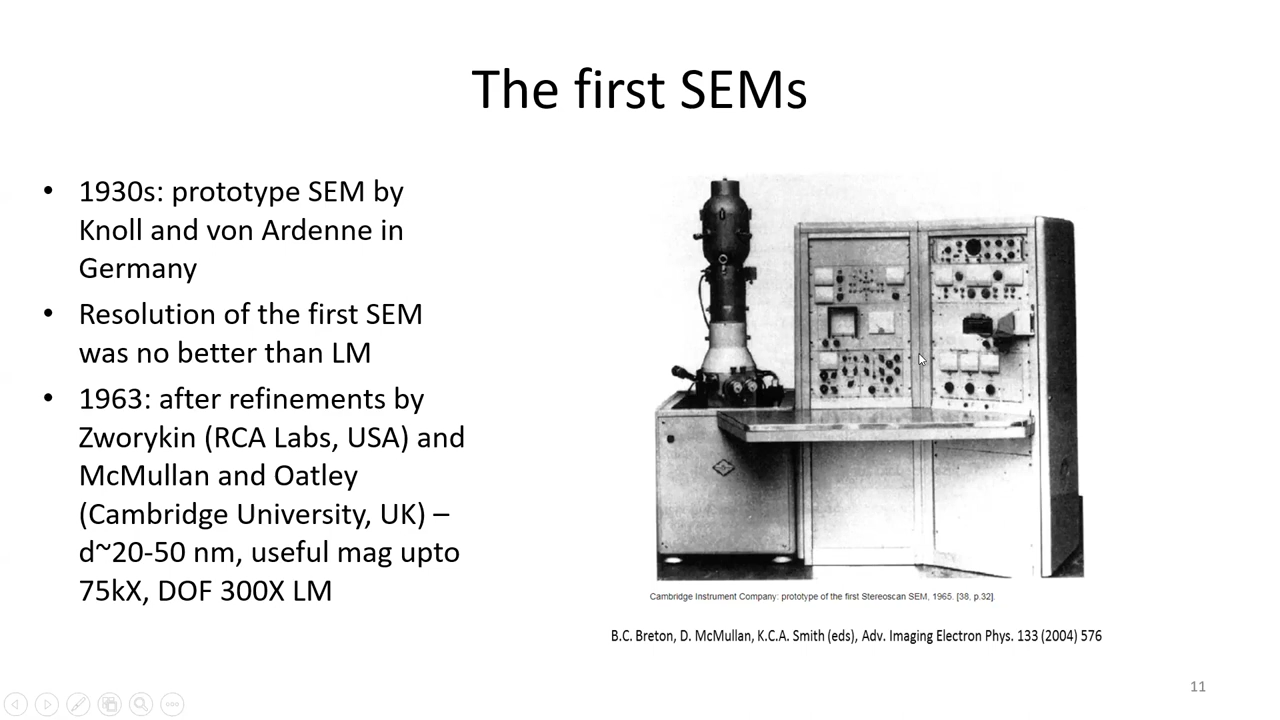 The first SEMs
• 1930s: prototype SEM by
Knoll and von Ardenne in
Germany
• Resolution of the first SEM
was no better than LM
• 1963: after refinements by
Zworykin (RCA Labs, USA) and
McMullan and Oatley
(Cambridge University, UK) –
d~20-50 nm, useful mag upto
75kX, DOF 300X LM
Cambridge Instrument Company: prototype of the first Stereoscan SEM, 1965. [38, p.32].
B.C. Breton, D. McMullan, K.C.A. Smith (eds), Adv. Imaging Electron Phys. 133 (2004) 576
11